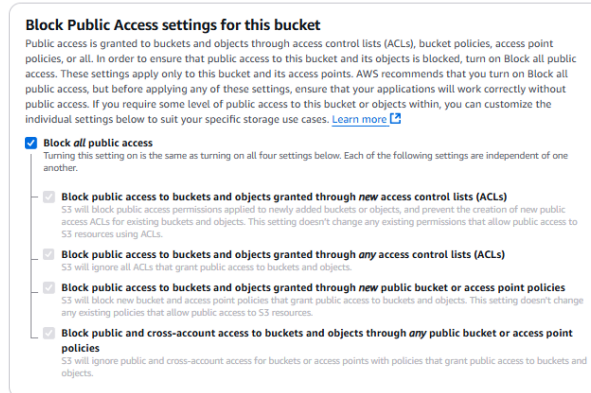 Block Public Access settings for this bucket
Public access is granted to buckets and objects through access control lists (ACLs), bucket policies, access point
policies, or all. In order to ensure that public access to this bucket and its objects is blocked, turn on Block all public
access. These settings apply only to this bucket and its access points. AWS recommends that you turn on Block all
public access, but before applying any of these settings, ensure that your applications will work correctly without
public access. If you require some level of public access to this bucket or objects within, you can customize the
individual settings below to suit your specific storage use cases. Learn more
Block all public access
Turning this setting on is the same as turning on all four settings below. Each of the following settings are independent of one
another.
Block public access to buckets and objects granted through new access control lists (ACLs)
S3 will block public access permissions applied to newly added buckets or objects, and prevent the creation of new public
access ACLs for existing buckets and objects. This setting doesn't change any existing permissions that allow public access to
S3 resources using ACLs.
Block public access to buckets and objects granted through any access control lists (ACLs)
S3 will ignore all ACLs that grant public access to buckets and objects.
Block public access to buckets and objects granted through new public bucket or access point policies
S3 will block new bucket and access point policies that grant public access to buckets and objects. This setting doesn't change
any existing policies that allow public access to S3 resources.
Block public and cross-account access to buckets and objects through any public bucket or access point
policies
S3 will ignore public and cross-account access for buckets or access points with policies that grant public access to buckets and
objects.